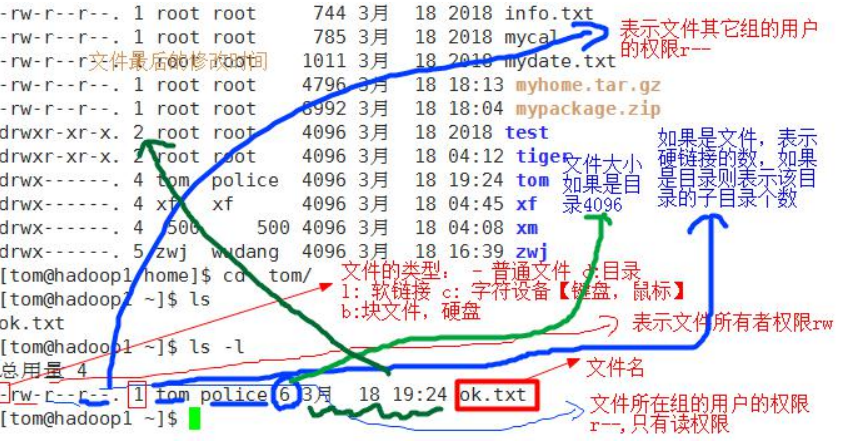 -rw-r--r--. 1 root root 744 3月 18 2018 info.txt
-rw-r--r--. 1 root root 785 3月 18 2018 mycal
-rw-r--r--. 1 root root 1011 3月 18 2018 mydate.txt
-rw-r--r--. 1 root root 4796 3月 18 18:13 myhome.tar.gz
-rw-r--r--. 1 root root 8992 3月 18 18:04 mypackage.zip
drwxr-xr-x. 2 root root 4096 3月 18 2018 test
drwxr-xr-x. root root 4096 3月 18 04:12 tiger
drwx------. 4 tom police 4096 3月 18 19:24 tom
drwx------. 4 xf xf 4096 3月 18 04:45 xf
drwx------. 4 500 500 4096 3月 18 04:08 xm
drwx------. 5 zwj wudang 4096 3月 18 16:39 zwj
[tom@hadoop1 home]$ cd tom/
[tom@hadoop1 ~]$ ls
ok.txt
[tom@hadoop1 ~]$ ls -l
总用量 4
-rw-r--r--. 1 tom police 6 3月 18 19:24 ok.txt
[tom@hadoop1 ~]$
表示文件其它组的用户
的权限r--
文件最后的修改时间
文件大小
如果是目
录4096
如果是文件，表示
硬链接的数，如果
是目录则表示该目
录的子目录个数
文件的类型： - 普通文件 d:目录
l: 软链接 c: 字符设备【键盘，鼠标】
b:块文件，硬盘
表示文件所有者权限rw
文件名
文件所在组的用户的权限
r--,只有读权限